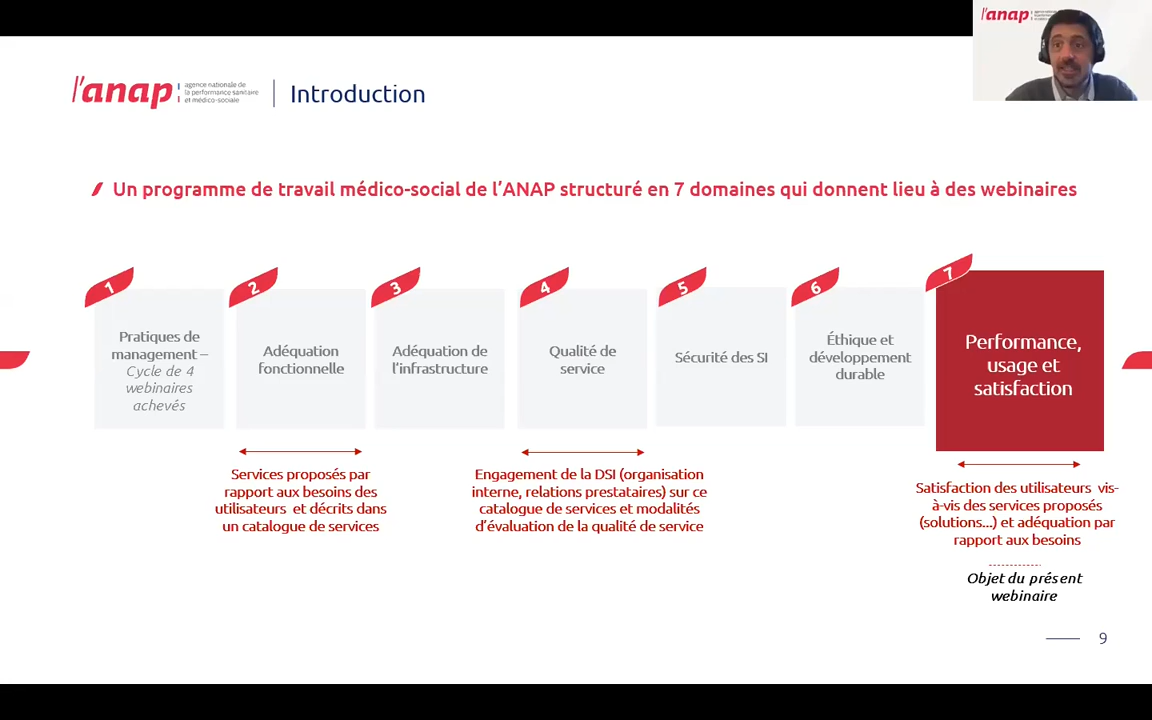 l'anap
agence nationale de
la performance sanitaire
et médico-sociale
Introduction
l'anap
Un programme de travail médico-social de l'ANAP structuré en 7 domaines qui donnent lieu à des webinaires
1
Pratiques de
management –
Cycle de 4
webinaires
achevés
2
Adéquation
fonctionnelle
3
Adéquation de
l'infrastructure
4
Qualité de
service
5
Sécurité des SI
6
Éthique et
développement
durable
7
Performance,
usage et
satisfaction
Services proposés par
rapport aux besoins des
utilisateurs et décrits dans
un catalogue de services
Engagement de la DSI (organisation
interne, relations prestataires) sur ce
catalogue de services et modalités
d'évaluation de la qualité de service
Satisfaction des utilisateurs vis-
à-vis des services proposés
(solutions...) et adéquation par
rapport aux besoins
Objet du présent
webinaire
9